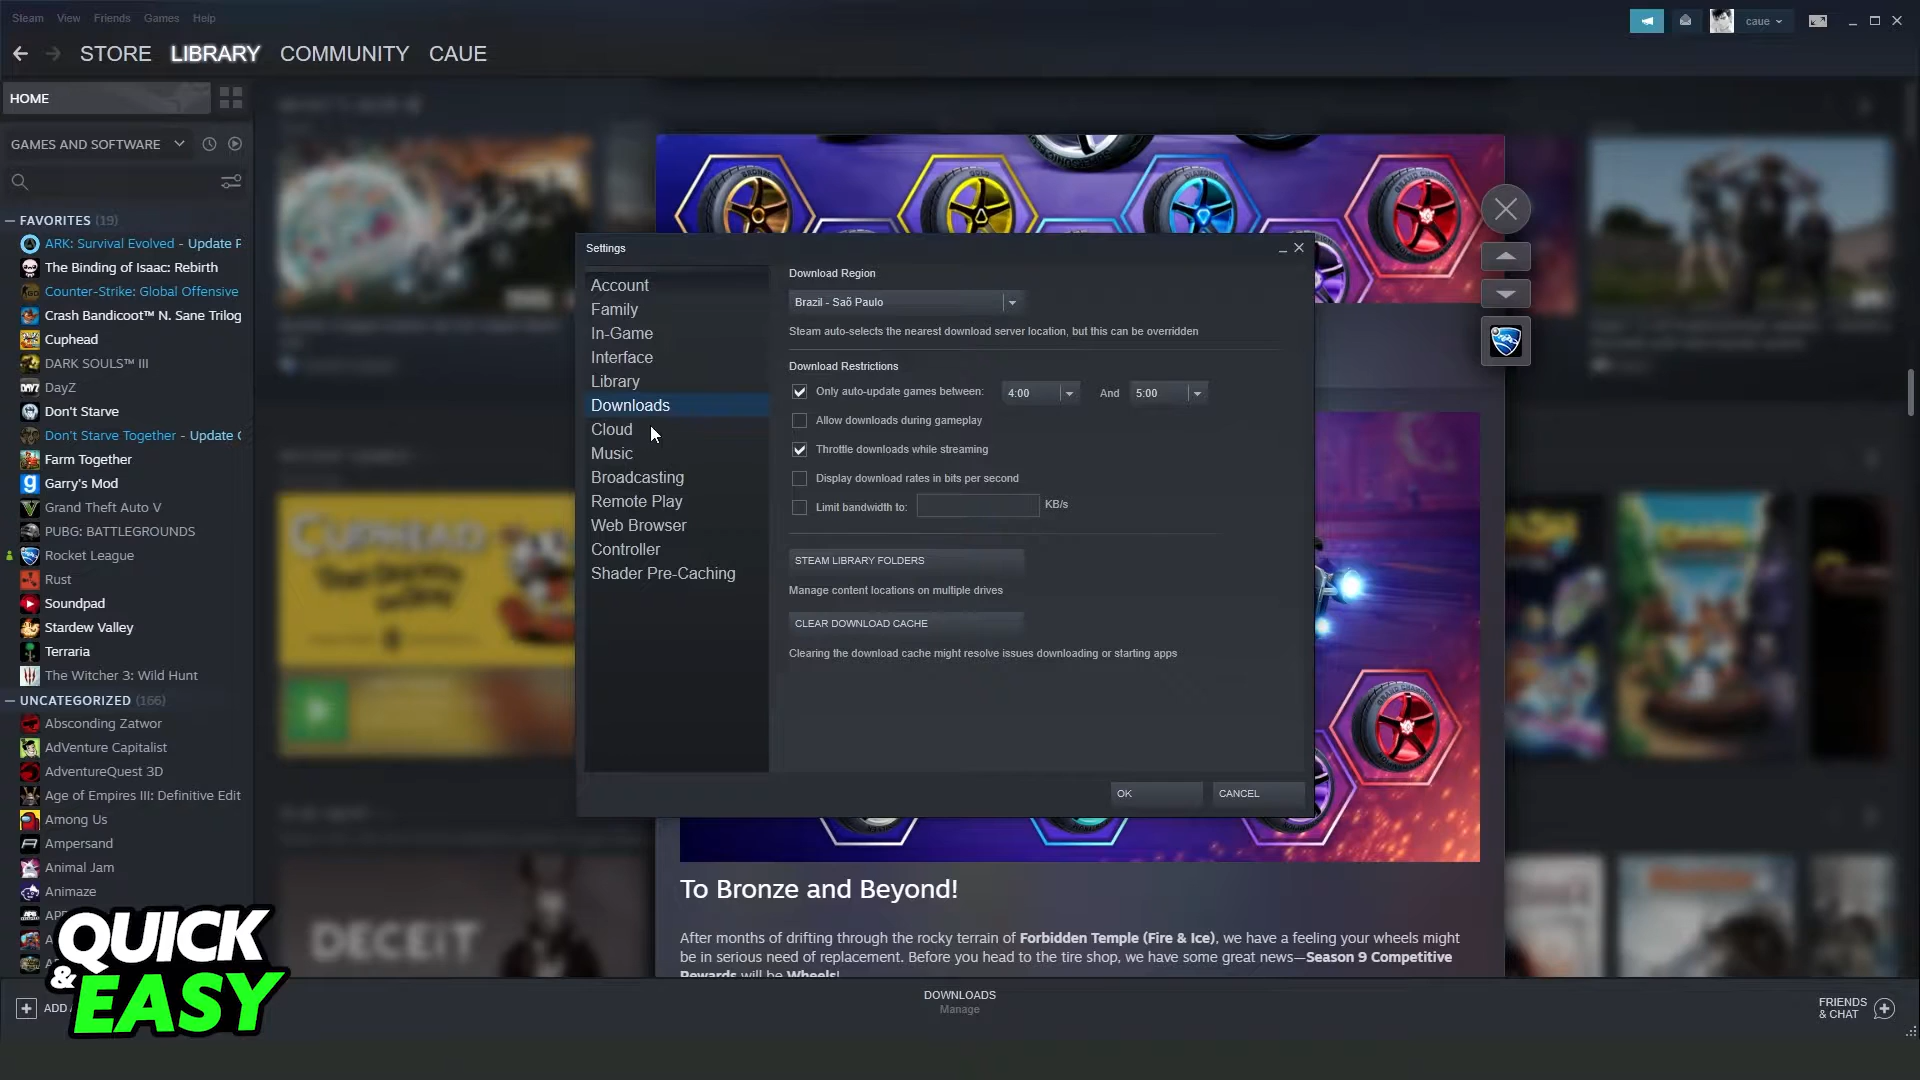 Steam View Friends Games Help
caue
STORE LIBRARY COMMUNITY CAUE
HOME
GAMES AND SOFTWARE
FAVORITES (19)
ARK: Survival Evolved - Update
The Binding of Isaac: Rebirth
Counter-Strike: Global Offensive
Crash Bandicoot™ N. Sane Trilog
Cuphead
DARK SOULS™ III
DayZ
Don't Starve
Don't Starve Together - Update
Farm Together
Garry's Mod
Grand Theft Auto V
PUBG: BATTLEGROUNDS
Rocket League
Rust
Soundpad
Stardew Valley
Terraria
The Witcher 3: Wild Hunt
UNCATEGORIZED (166)
Absconding Zatwor
AdVenture Capitalist
AdventureQuest 3D
Age of Empires III: Definitive Edit
Among Us
Ampersand
Animal Jam
Animaze
QUICK
& EASY
ADD
Settings
Account
Family
In-Game
Interface
Library
Downloads
Cloud
Music
Broadcasting
Remote Play
Web Browser
Controller
Shader Pre-Caching
Download Region
Brazil - Saõ Paulo
Steam auto-selects the nearest download server location, but this can be overridden
Download Restrictions
Only auto-update games between: 4:00 And 5:00
Allow downloads during gameplay
Throttle downloads while streaming
Display download rates in bits per second
Limit bandwidth to: KB/s
STEAM LIBRARY FOLDERS
Manage content locations on multiple drives
CLEAR DOWNLOAD CACHE
Clearing the download cache might resolve issues downloading or starting apps
OK CANCEL
CUPHEAD
DECEIT
To Bronze and Beyond!
After months of drifting through the rocky terrain of Forbidden Temple (Fire & Ice), we have a feeling your wheels might
be in serious need of replacement. Before you head to the tire shop, we have some great news—Season 9 Competitive
Rewards will be Wheels!
DOWNLOADS
Manage
FRIENDS
& CHAT